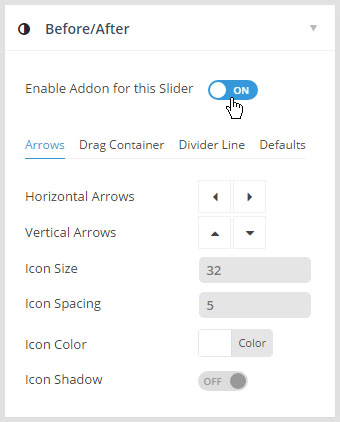 Before/After
Enable Addon for this Slider ON
Arrows Drag Container Divider Line Defaults
Horizontal Arrows
Vertical Arrows
Icon Size 32
Icon Spacing 5
Icon Color Color
Icon Shadow OFF